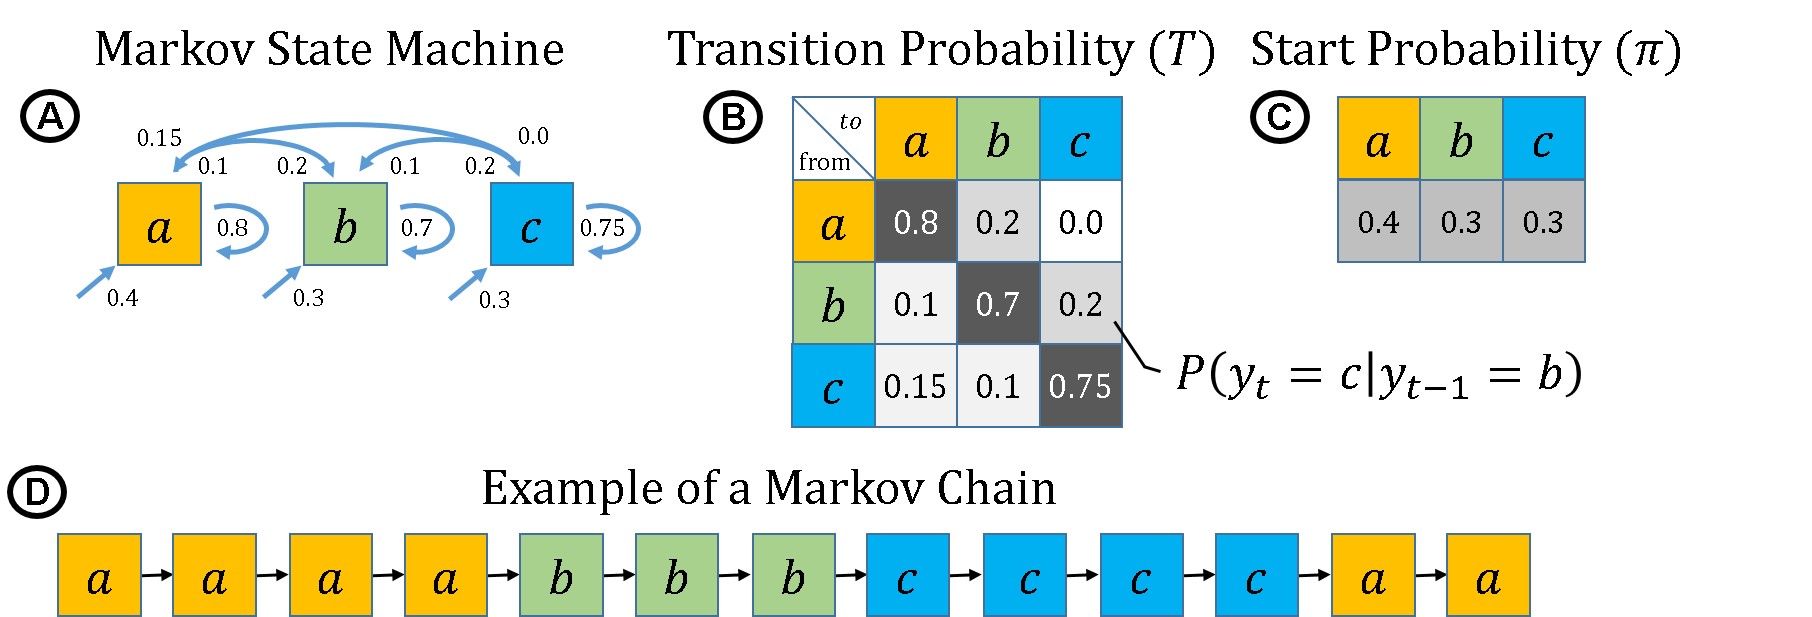 Markov State Machine
Transition Probability (T)
Start Probability (π)
A
0.15
0.0
0.1
0.2
0.1
0.2
a
0.8
b
0.7
c
0.75
0.4
0.3
0.3
B
to
from
a b c
a 0.8 0.2 0.0
b 0.1 0.7 0.2
c 0.15 0.1 0.75
P(yₜ = c|yₜ₋₁ = b)
C
a b c
0.4 0.3 0.3
D
Example of a Markov Chain
a a a a b b b c c c c a a